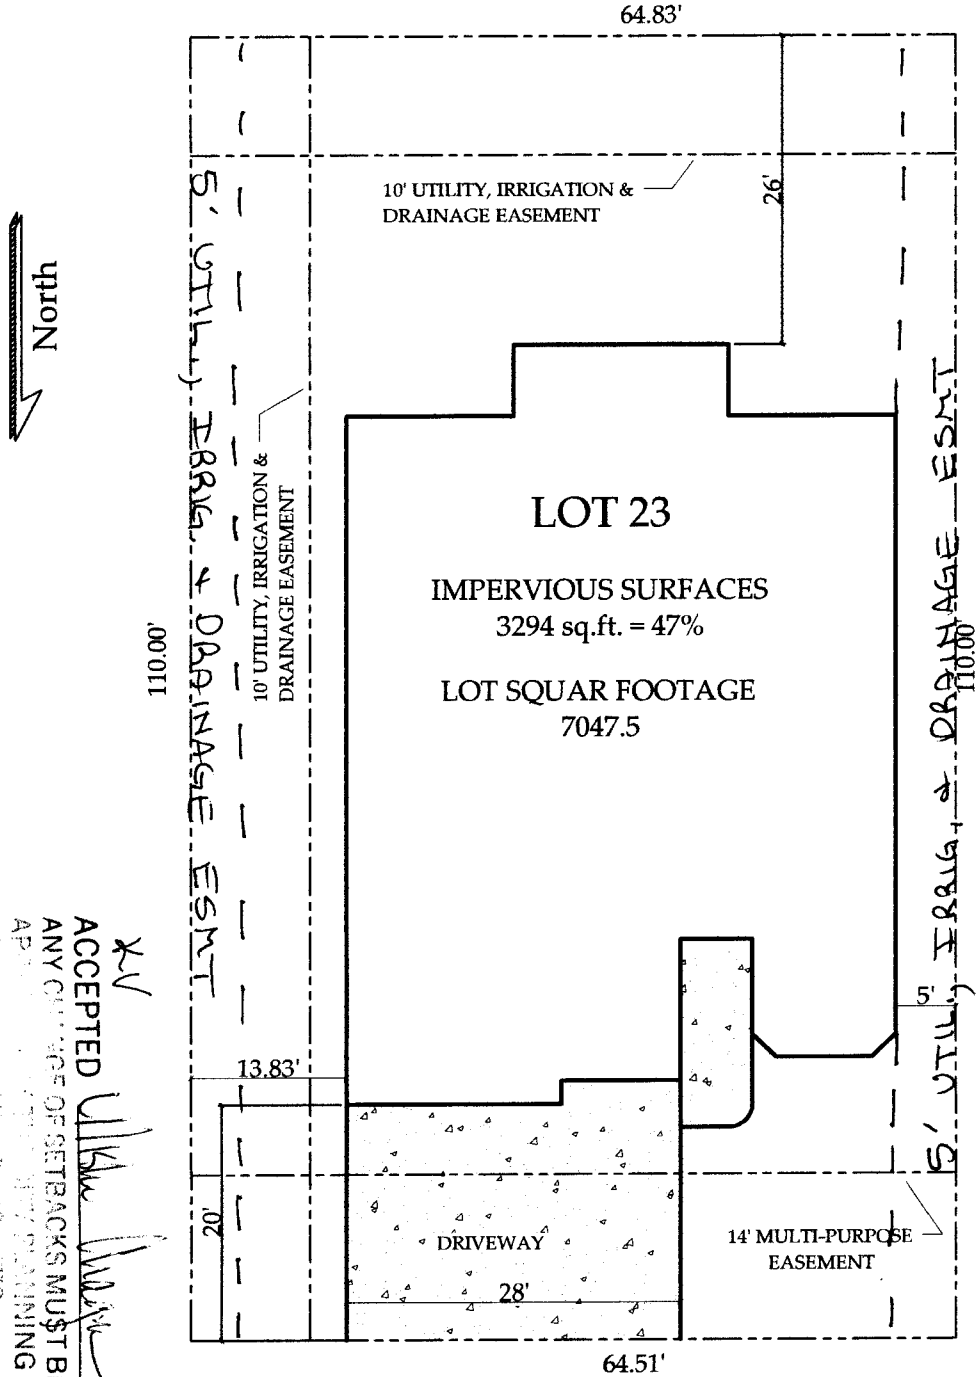 64.83'
10' UTILITY, IRRIGATION &
DRAINAGE EASEMENT
26'
North
5' UTIL., IRRIG, & DRAINAGE ESMT
10' UTILITY, IRRIGATION &
DRAINAGE EASEMENT
110.00'
LOT 23
IMPERVIOUS SURFACES
3294 sq.ft. = 47%
LOT SQUAR FOOTAGE
7047.5
5' UTIL., IRRIG, & DRAINAGE ESMT
110.00'
5'
13.83'
20'
DRIVEWAY
28'
14' MULTI-PURPOSE
EASEMENT
64.51'
KV
ACCEPTED
ANY OF SETBACKS MUST B
AP PLANNING